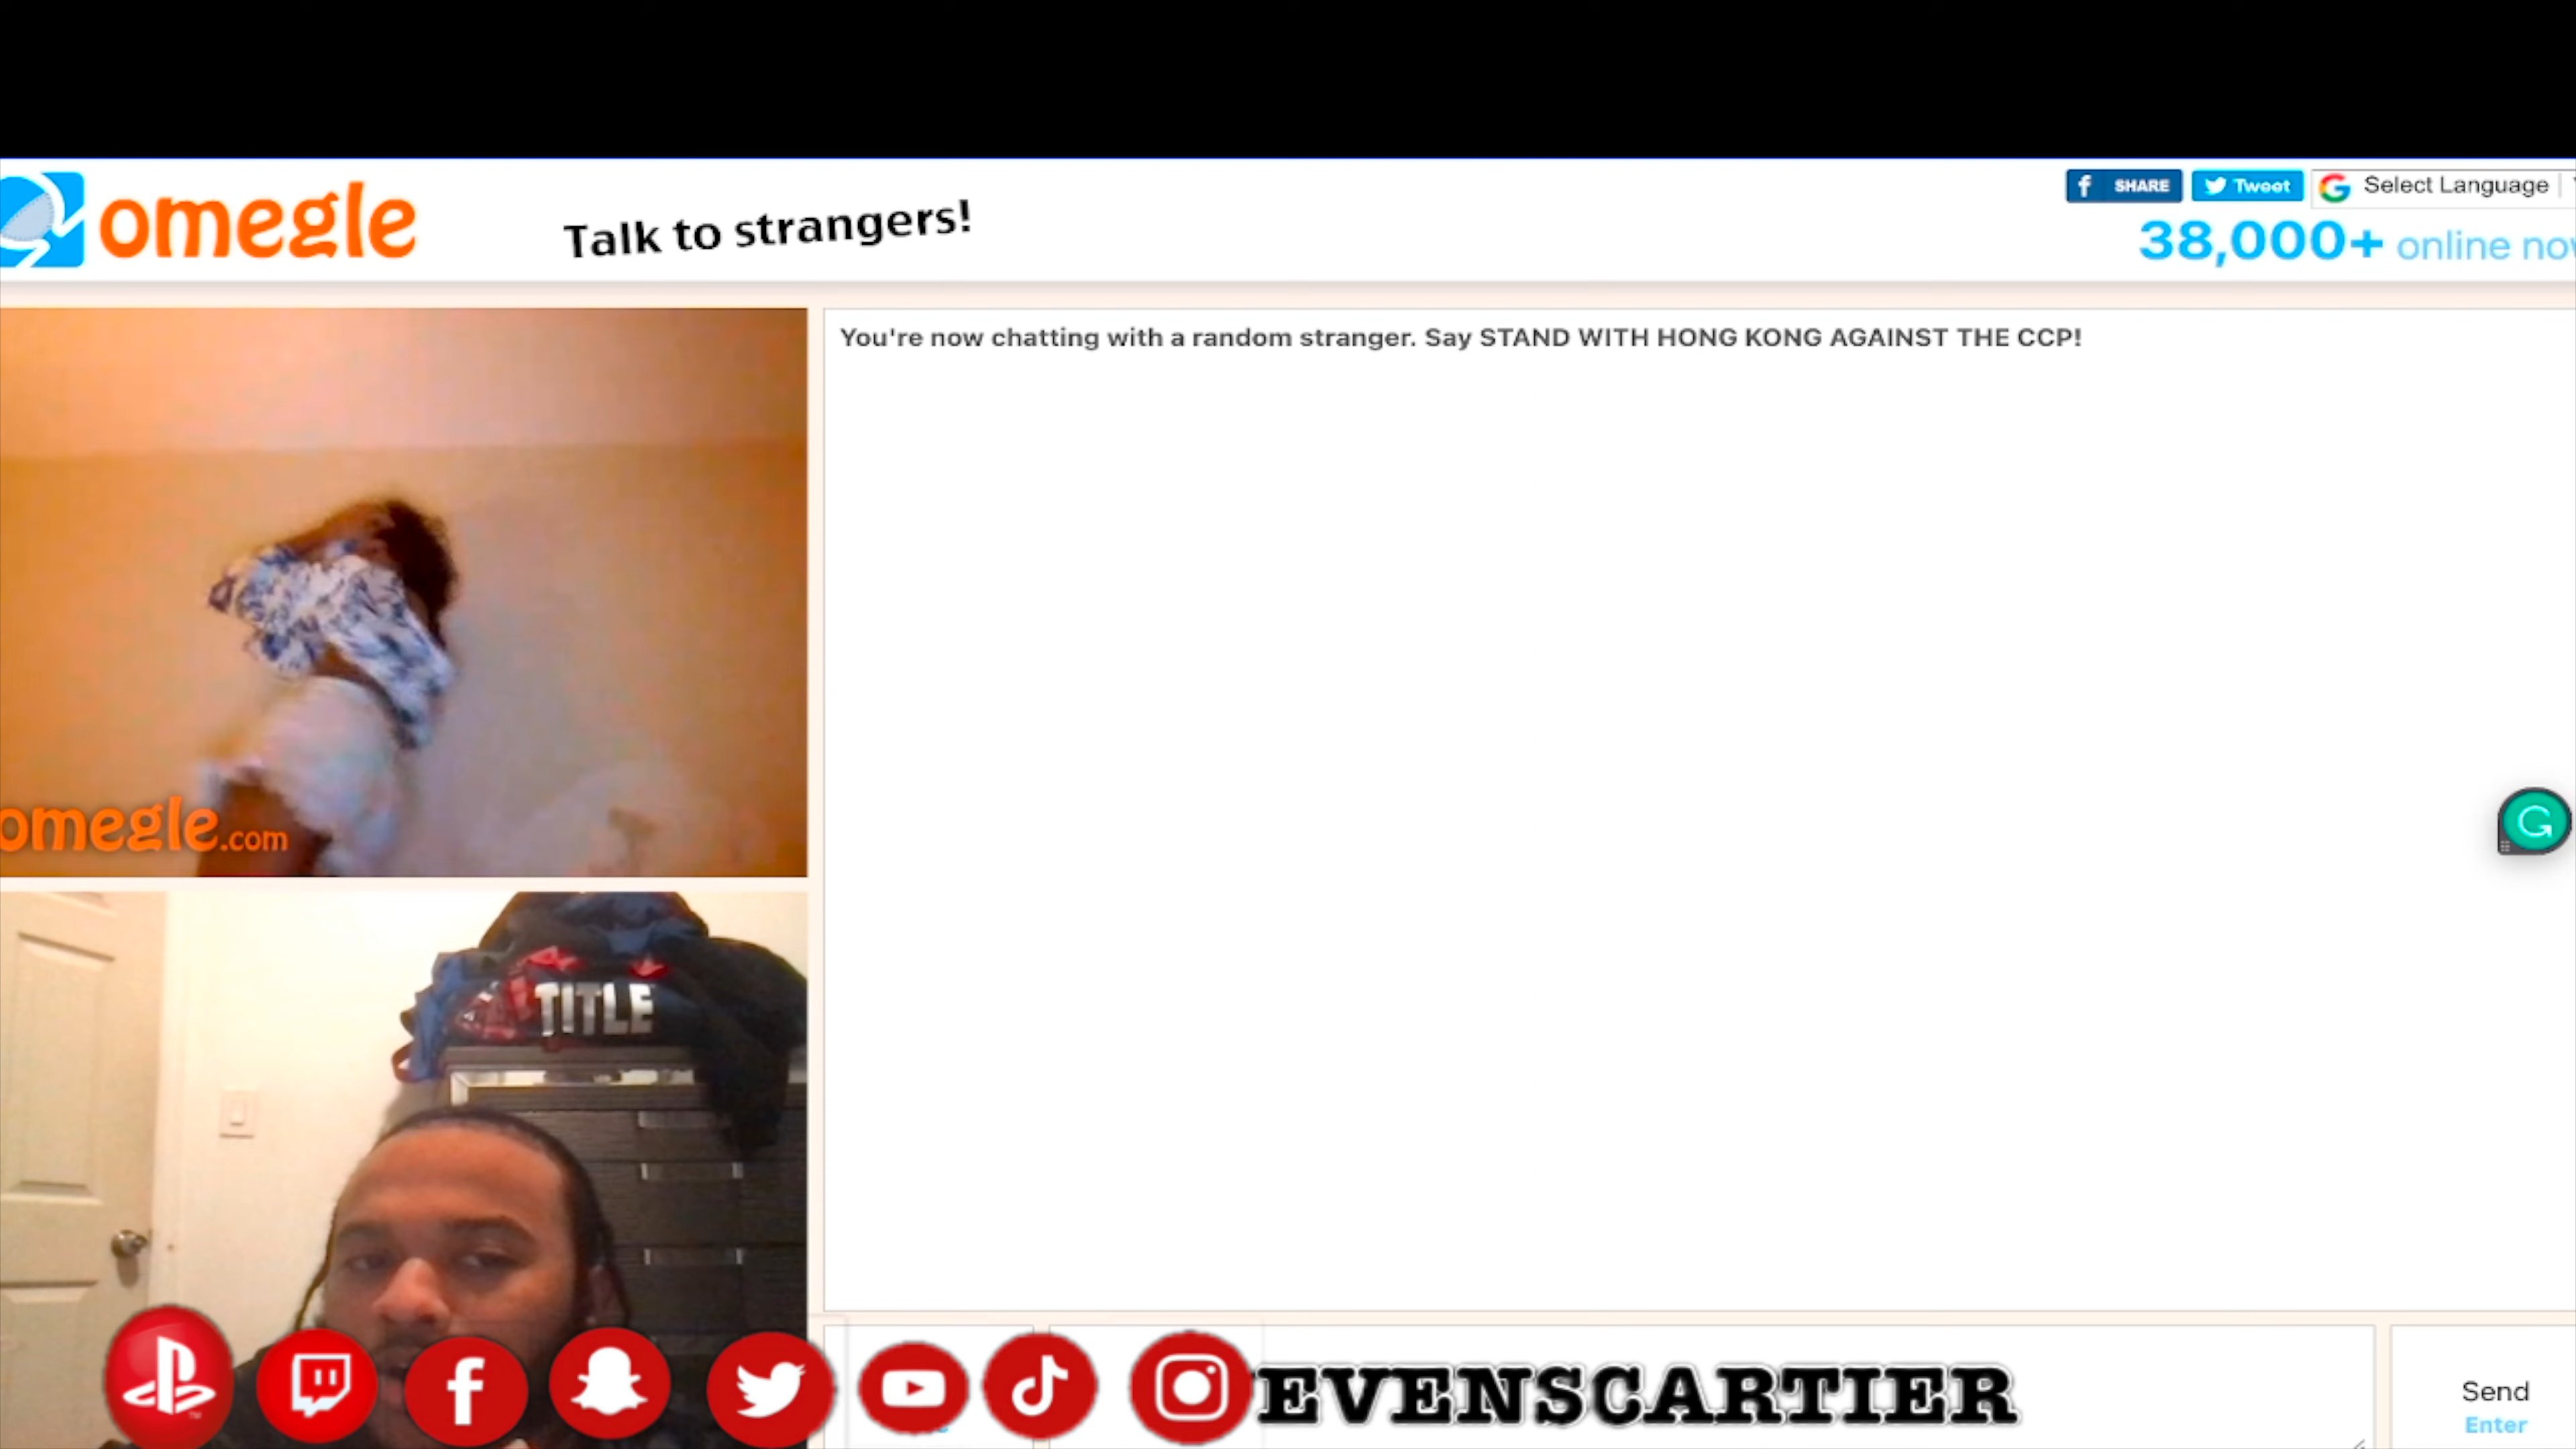 omegle
Talk to strangers!
SHARE
Tweet
Select Language
38,000+ online now
You're now chatting with a random stranger. Say STAND WITH HONG KONG AGAINST THE CCP!
omegle.com
TITLE
EVENSCARTIER
Send
Enter